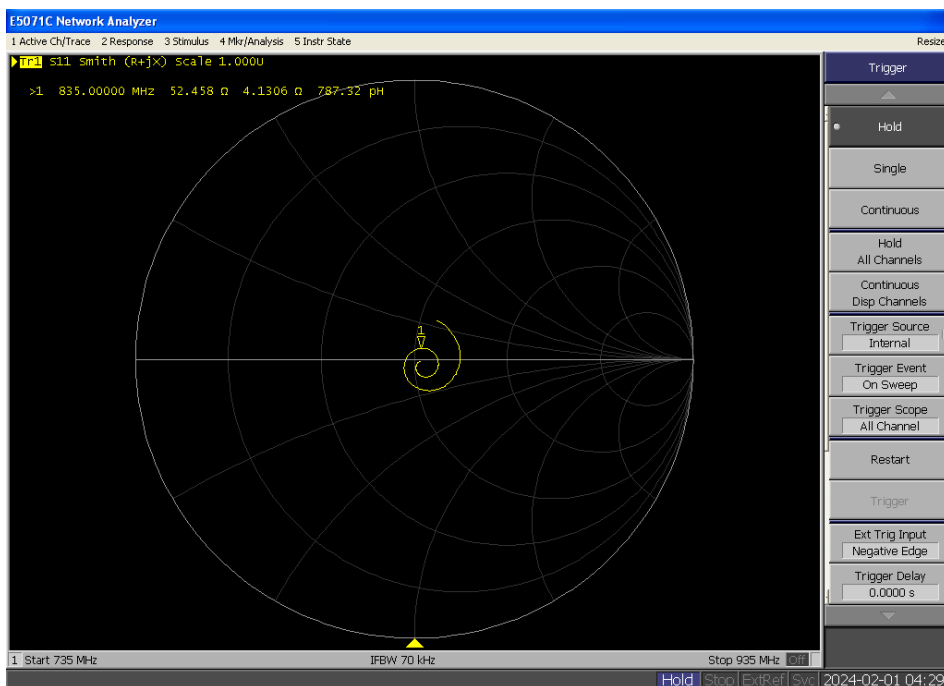 E5071C Network Analyzer
1 Active Ch/Trace 2 Response 3 Stimulus 4 Mkr/Analysis 5 Instr State
Resize
Tr1 S11 Smith (R+jX) Scale 1.000U
>1 835.00000 MHz 52.458 Ω 4.1306 Ω 787.32 pH
1
Trigger
Hold
Single
Continuous
Hold
All Channels
Continuous
Disp Channels
Trigger Source
Internal
Trigger Event
On Sweep
Trigger Scope
All Channel
Restart
Trigger
Ext Trig Input
Negative Edge
Trigger Delay
0.0000 s
1 Start 735 MHz
IFBW 70 kHz
Stop 935 MHz Off
Hold Stop ExtRef Svc 2024-02-01 04:29